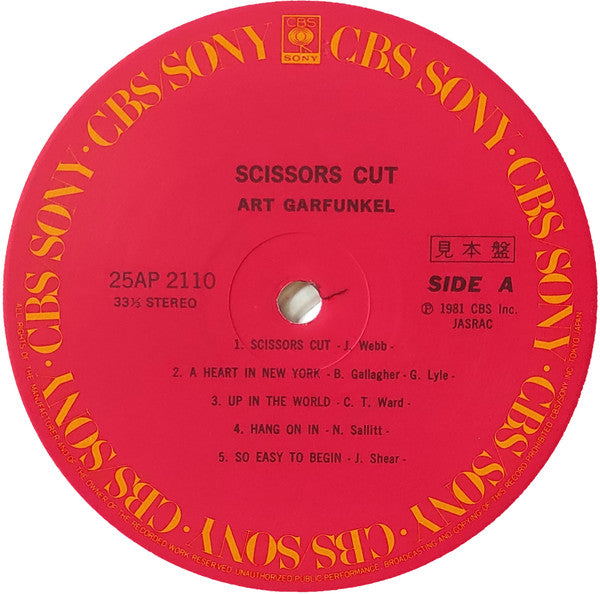 CBS
SONY
CBS/SONY · CBS SONY · CBS/SONY · CBS/SONY · CBS/SONY · CBS/SONY · CBS/SONY · CBS SONY · CBS/SONY
SCISSORS CUT
ART GARFUNKEL
見本盤
25AP 2110
SIDE A
33⅓ STEREO
Ⓟ 1981 CBS Inc.
JASRAC
1. SCISSORS CUT - J. Webb -
2. A HEART IN NEW YORK - B. Gallagher - G. Lyle -
3. UP IN THE WORLD - C. T. Ward -
4. HANG ON IN - N. Sallitt -
5. SO EASY TO BEGIN - J. Shear -
ALL RIGHTS OF THE MANUFACTURER AND OF THE OWNER OF THE RECORDED WORK RESERVED. UNAUTHORIZED PUBLIC PERFORMANCE, BROADCASTING AND COPYING OF THIS RECORD PROHIBITED. CBS/SONY INC. TOKYO JAPAN